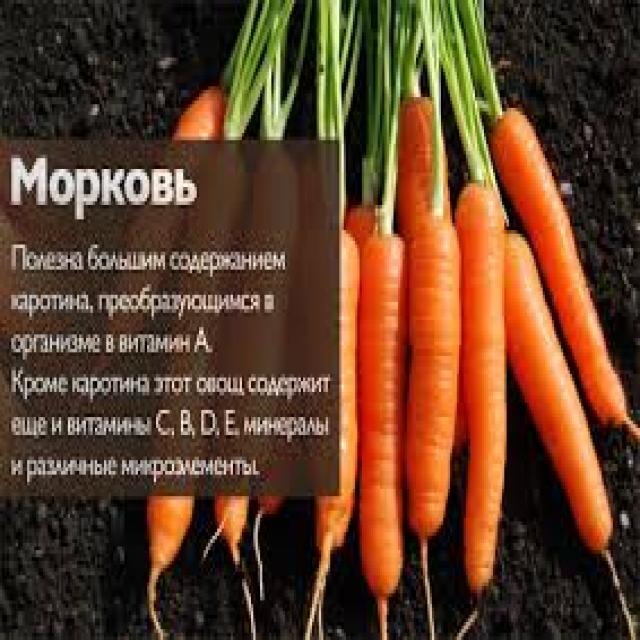 Морковь
Полезна большим содержанием
каротина, преобразующимся в
организме в витамин А.
Кроме каротина этот овощ содержит
еще и витамины С, В, D, Е, минералы
и различные микроэлементы.